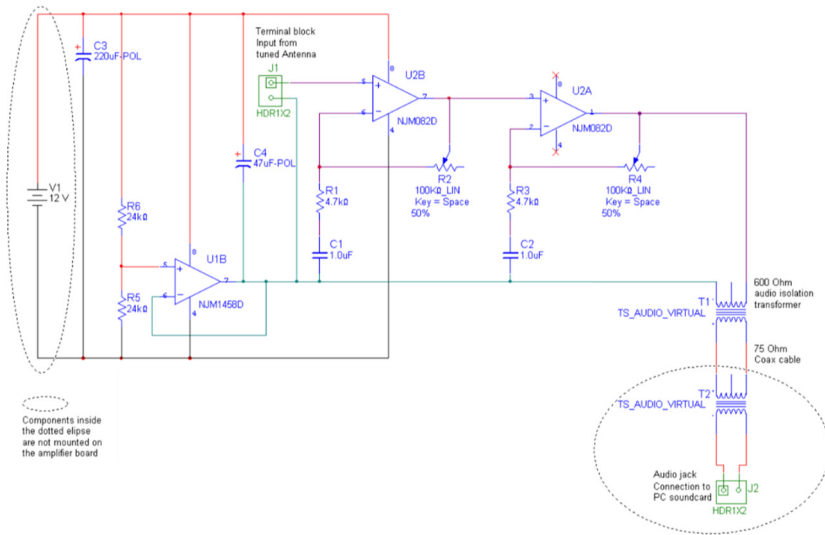 C3
220uF-POL
Terminal block
Input from
tuned Antenna
J1
HDR1X2
8
5
6
7
4
U2B
NJM082D
8
3
2
1
4
U2A
NJM082D
C4
47uF-POL
V1
12 V
R6
24kΩ
R5
24kΩ
8
5
6
7
4
U1B
NJM1458D
R1
4.7kΩ
R2
100KΩ_LIN
Key = Space
50%
R3
4.7kΩ
R4
100KΩ_LIN
Key = Space
50%
C1
1.0uF
C2
1.0uF
T1
TS_AUDIO_VIRTUAL
600 Ohm
audio isolation
transformer
75 Ohm
Coax cable
T2
TS_AUDIO_VIRTUAL
Components inside
the dotted elipse
are not mounted on
the amplifier board
Audio jack
Connection to
PC soundcard
J2
HDR1X2